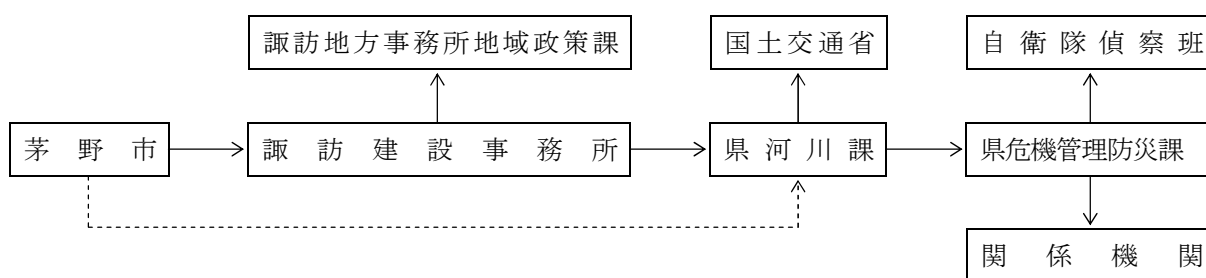 諏訪地方事務所地域政策課
国土交通省
自衛隊偵察班
茅野市
諏訪建設事務所
県河川課
県危機管理防災課
関係機関